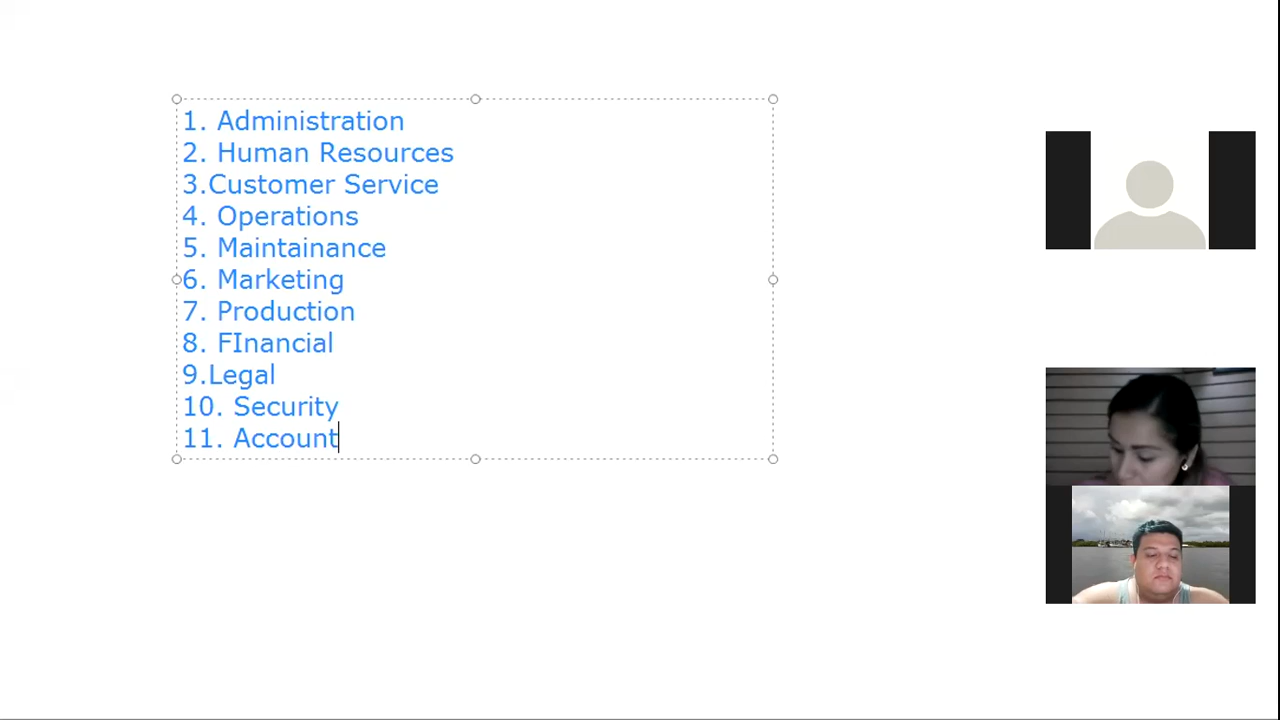 1. Administration
2. Human Resources
3.Customer Service
4. Operations
5. Maintainance
6. Marketing
7. Production
8. FInancial
9.Legal
10. Security
11. Account